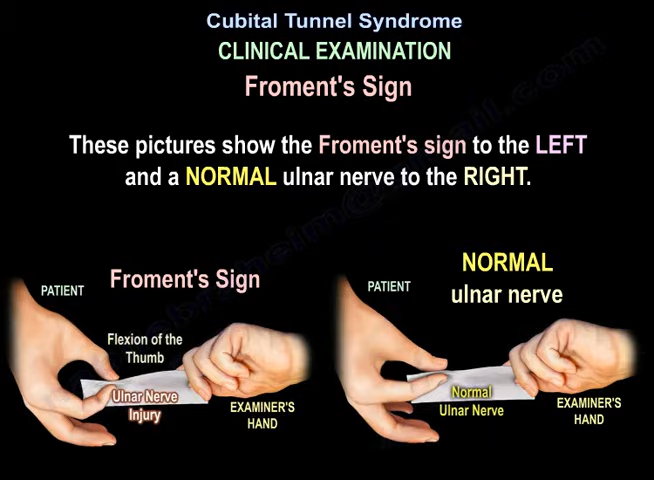 Cubital Tunnel Syndrome
CLINICAL EXAMINATION
Froment's Sign
These pictures show the Froment's sign to the LEFT
and a NORMAL ulnar nerve to the RIGHT.
Froment's Sign
PATIENT
Flexion of the
Thumb
Ulnar Nerve
Injury
EXAMINER'S
HAND
NORMAL
ulnar nerve
PATIENT
Normal
Ulnar Nerve
EXAMINER'S
HAND